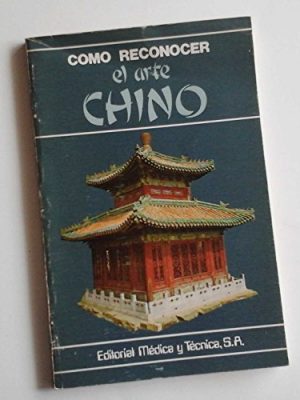 COMO RECONOCER
el arte
CHINO
Editorial Médica y Técnica, S.A.